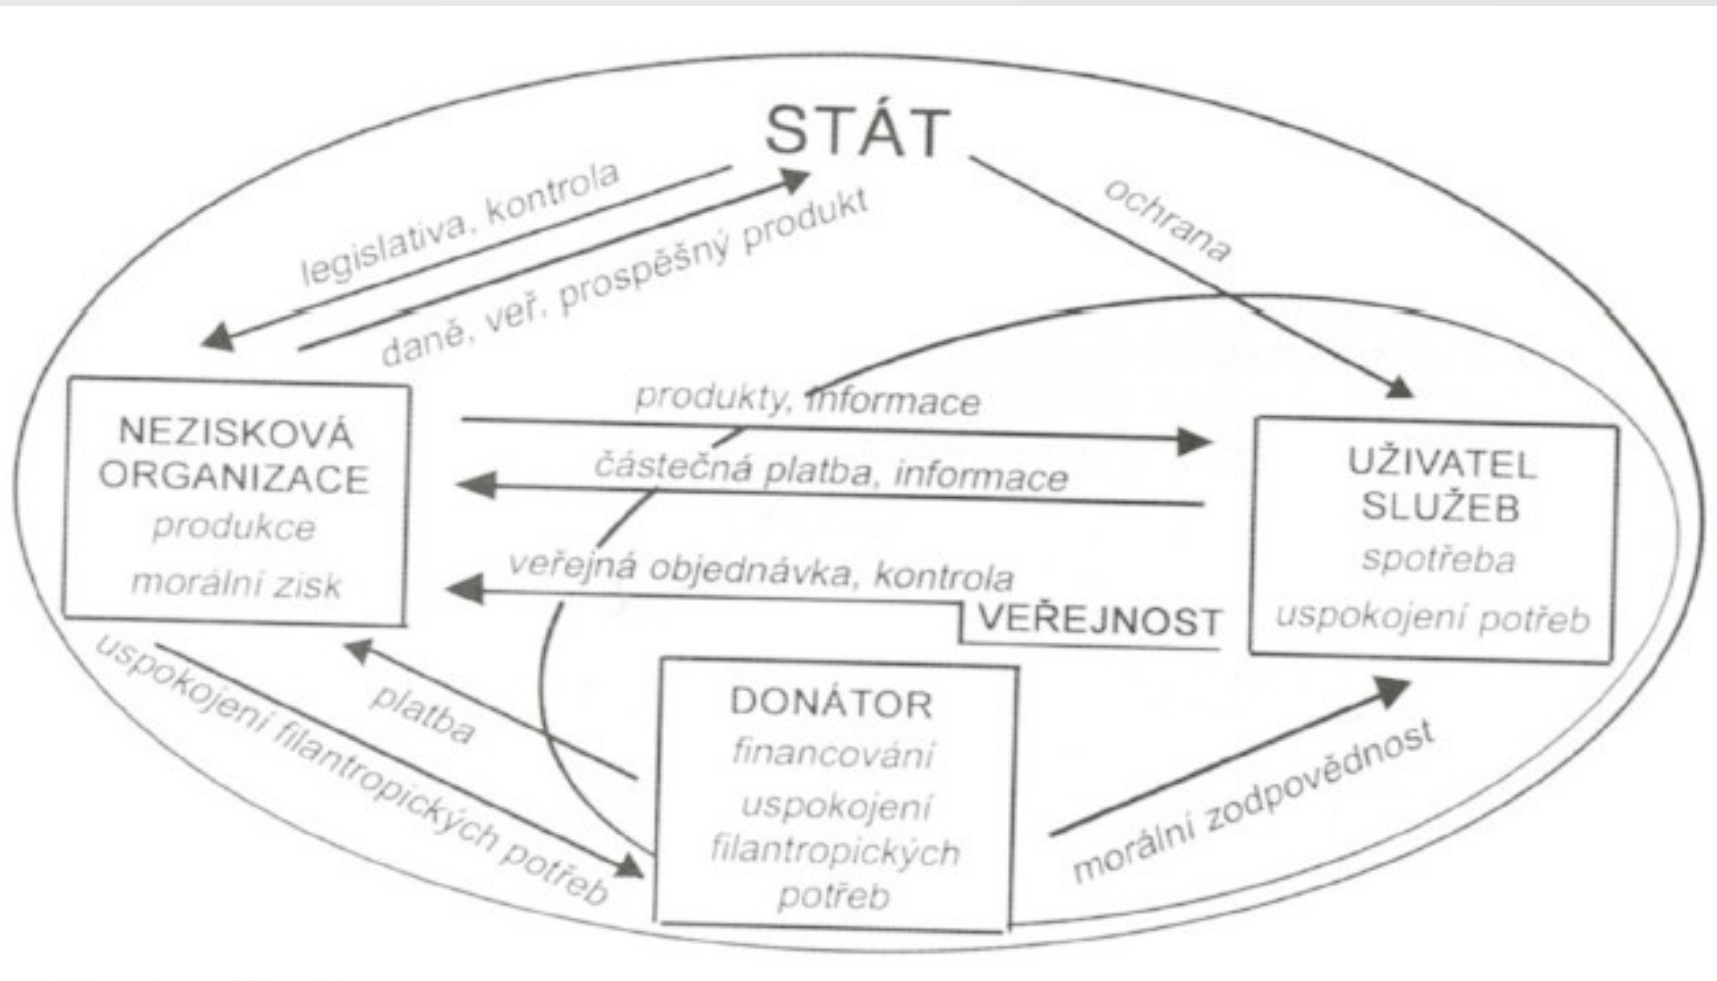 STÁT
legislativa, kontrola
daně, veř, prospěšný produkt
ochrana
produkty, informace
NEZISKOVÁ
ORGANIZACE
produkce
morální zisk
částečná platba, informace
UŽIVATEL
SLUŽEB
spotřeba
uspokojení potřeb
veřejná objednávka, kontrola
VEŘEJNOST
uspokojení filantropických potřeb
platba
DONÁTOR
financování
uspokojení
filantropických
potřeb
morální zodpovědnost